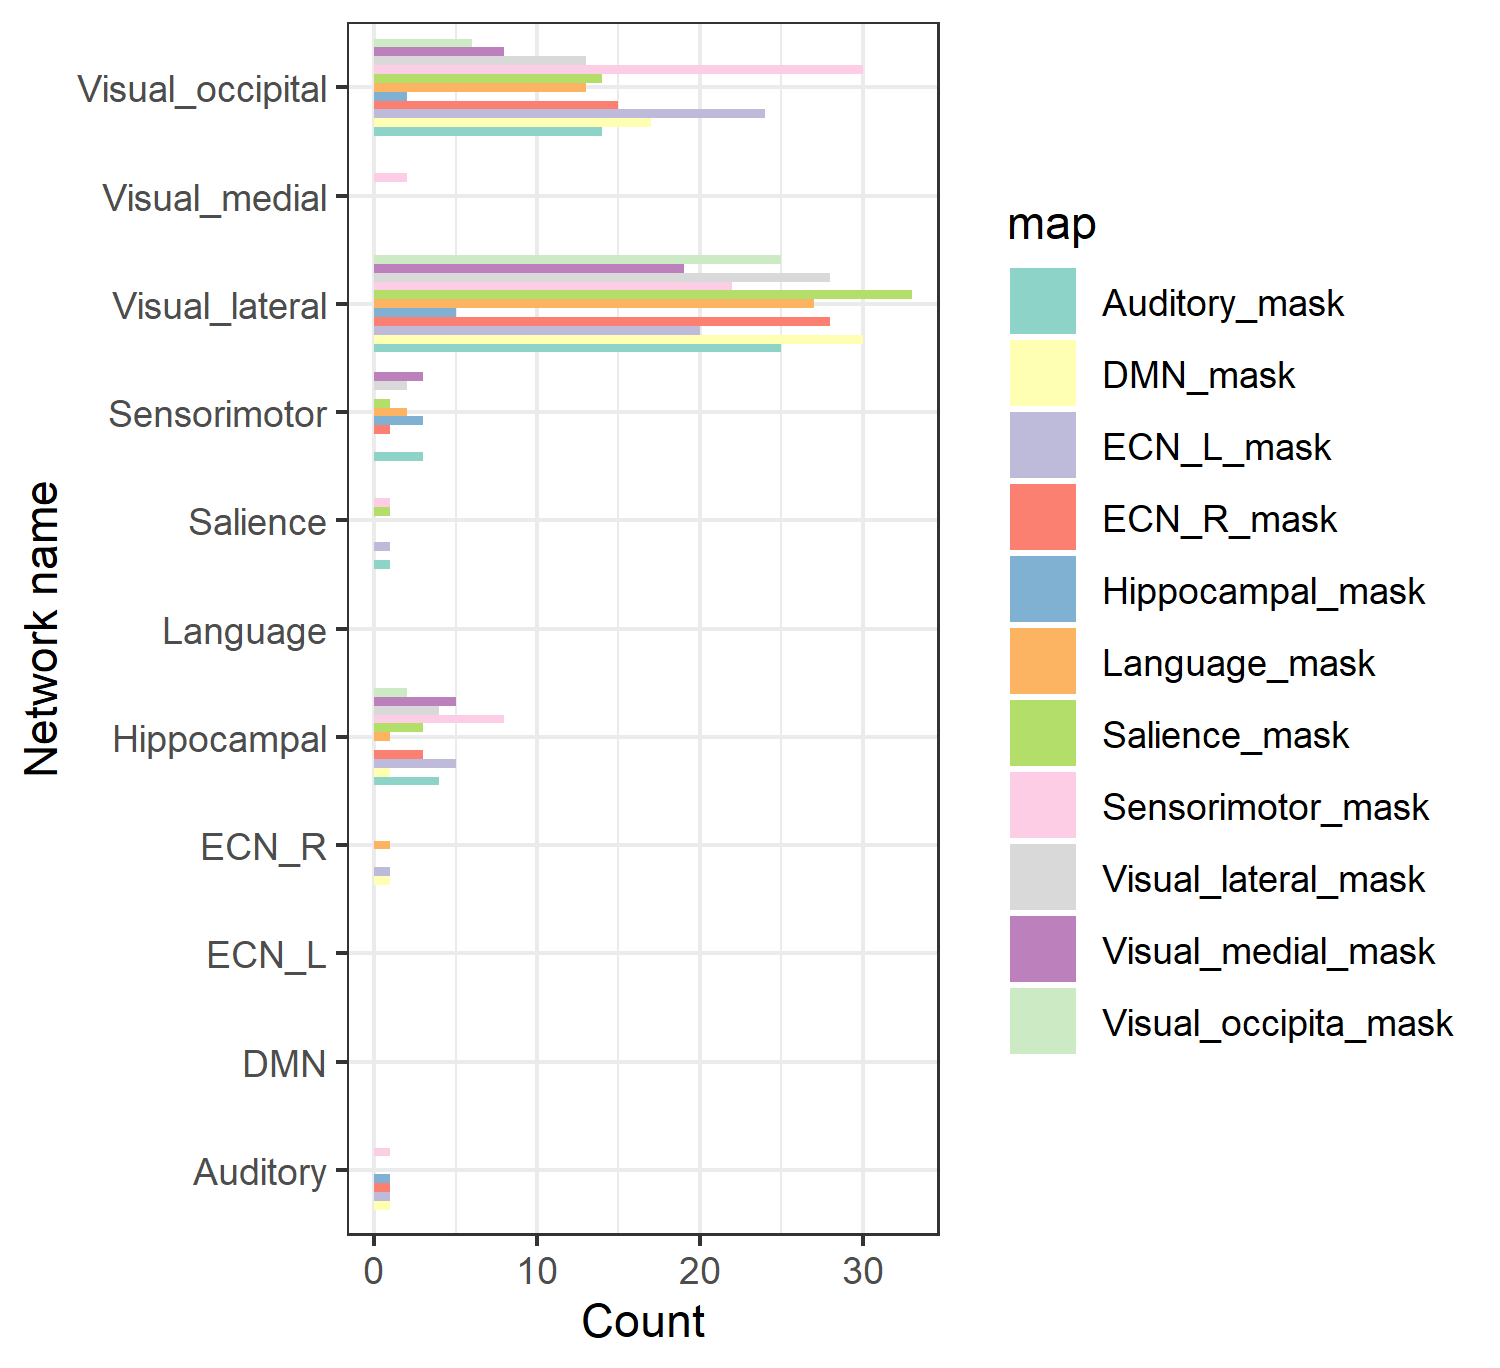 Network name
Visual_occipital
Visual_medial
Visual_lateral
Sensorimotor
Salience
Language
Hippocampal
ECN_R
ECN_L
DMN
Auditory
0 10 20 30
Count
map
Auditory_mask
DMN_mask
ECN_L_mask
ECN_R_mask
Hippocampal_mask
Language_mask
Salience_mask
Sensorimotor_mask
Visual_lateral_mask
Visual_medial_mask
Visual_occipita_mask